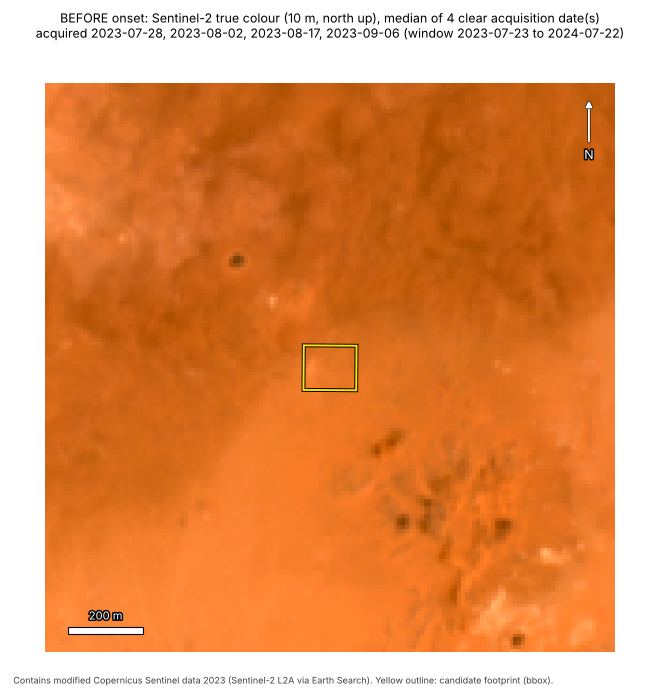 BEFORE onset: Sentinel-2 true colour (10 m, north up), median of 4 clear acquisition date(s)
acquired 2023-07-28, 2023-08-02, 2023-08-17, 2023-09-06 (window 2023-07-23 to 2024-07-22)
N
200 m
Contains modified Copernicus Sentinel data 2023 (Sentinel-2 L2A via Earth Search). Yellow outline: candidate footprint (bbox).